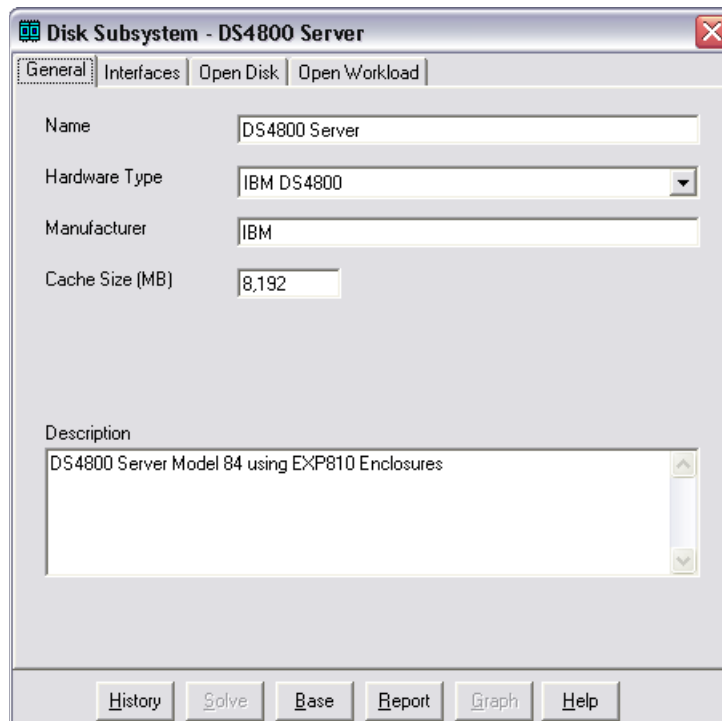 Disk Subsystem - DS4800 Server
General Interfaces Open Disk Open Workload
Name DS4800 Server
Hardware Type IBM DS4800
Manufacturer IBM
Cache Size (MB) 8,192
Description
DS4800 Server Model 84 using EXP810 Enclosures
History Solve Base Report Graph Help